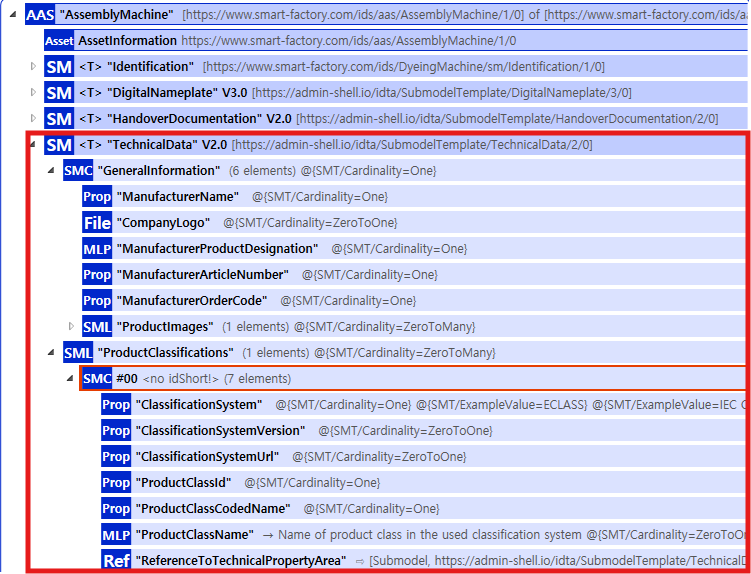 AAS "AssemblyMachine" [https://www.smart-factory.com/ids/aas/AssemblyMachine/1/0] of [https://www.smart-factory.com/ids/a
Asset AssetInformation https://www.smart-factory.com/ids/aas/AssemblyMachine/1/0
SM <T> "Identification" [https://www.smart-factory.com/ids/DyeingMachine/sm/Identification/1/0]
SM <T> "DigitalNameplate" V3.0 [https://admin-shell.io/idta/SubmodelTemplate/DigitalNameplate/3/0]
SM <T> "HandoverDocumentation" V2.0 [https://admin-shell.io/idta/SubmodelTemplate/HandoverDocumentation/2/0]
SM <T> "TechnicalData" V2.0 [https://admin-shell.io/idta/SubmodelTemplate/TechnicalData/2/0]
SMC "GeneralInformation" (6 elements) @{SMT/Cardinality=One}
Prop "ManufacturerName" @{SMT/Cardinality=One}
File "CompanyLogo" @{SMT/Cardinality=ZeroToOne}
MLP "ManufacturerProductDesignation" @{SMT/Cardinality=One}
Prop "ManufacturerArticleNumber" @{SMT/Cardinality=One}
Prop "ManufacturerOrderCode" @{SMT/Cardinality=One}
SML "ProductImages" (1 elements) @{SMT/Cardinality=ZeroToMany}
SML "ProductClassifications" (1 elements) @{SMT/Cardinality=ZeroToMany}
SMC #00 <no idShort!> (7 elements)
Prop "ClassificationSystem" @{SMT/Cardinality=One} @{SMT/ExampleValue=ECLASS} @{SMT/ExampleValue=IEC C
Prop "ClassificationSystemVersion" @{SMT/Cardinality=ZeroToOne}
Prop "ClassificationSystemUrl" @{SMT/Cardinality=ZeroToOne}
Prop "ProductClassId" @{SMT/Cardinality=One}
Prop "ProductClassCodedName" @{SMT/Cardinality=One}
MLP "ProductClassName" → Name of product class in the used classification system @{SMT/Cardinality=ZeroToOn
Ref "ReferenceToTechnicalPropertyArea" ⇨ [Submodel, https://admin-shell.io/idta/SubmodelTemplate/TechnicalD